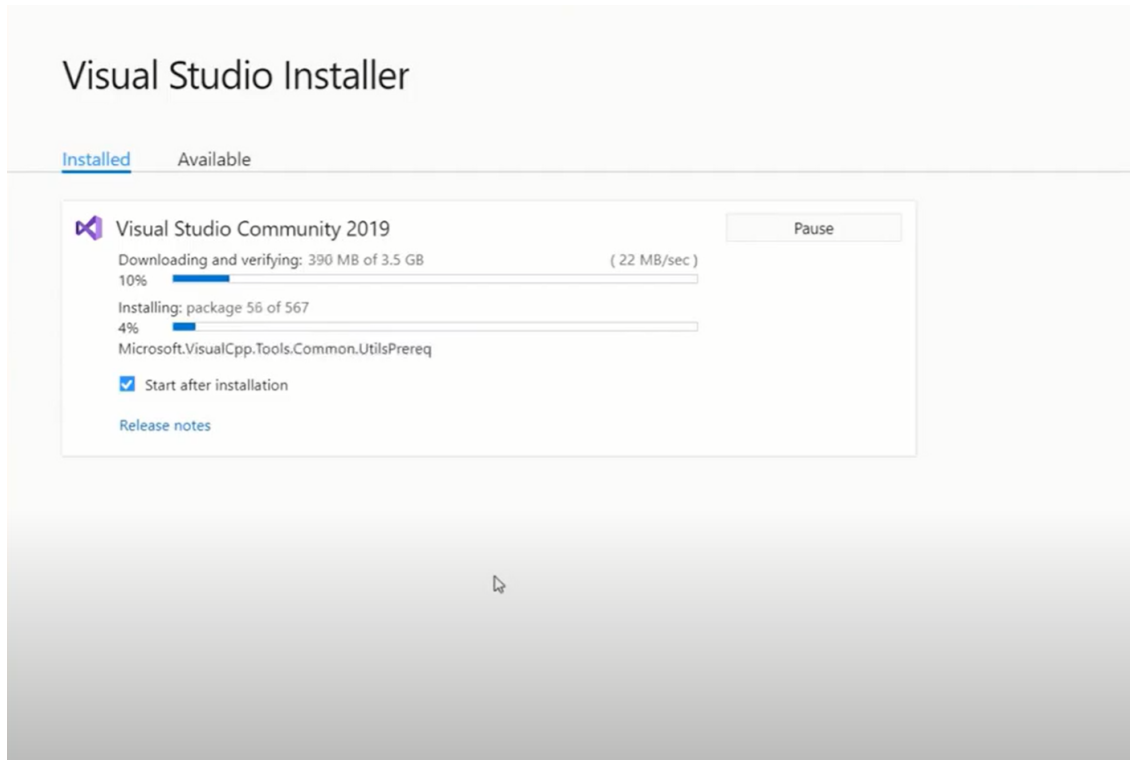 Visual Studio Installer
Installed Available
Visual Studio Community 2019 Pause
Downloading and verifying: 390 MB of 3.5 GB ( 22 MB/sec )
10%
Installing: package 56 of 567
4%
Microsoft.VisualCpp.Tools.Common.UtilsPrereq
Start after installation
Release notes